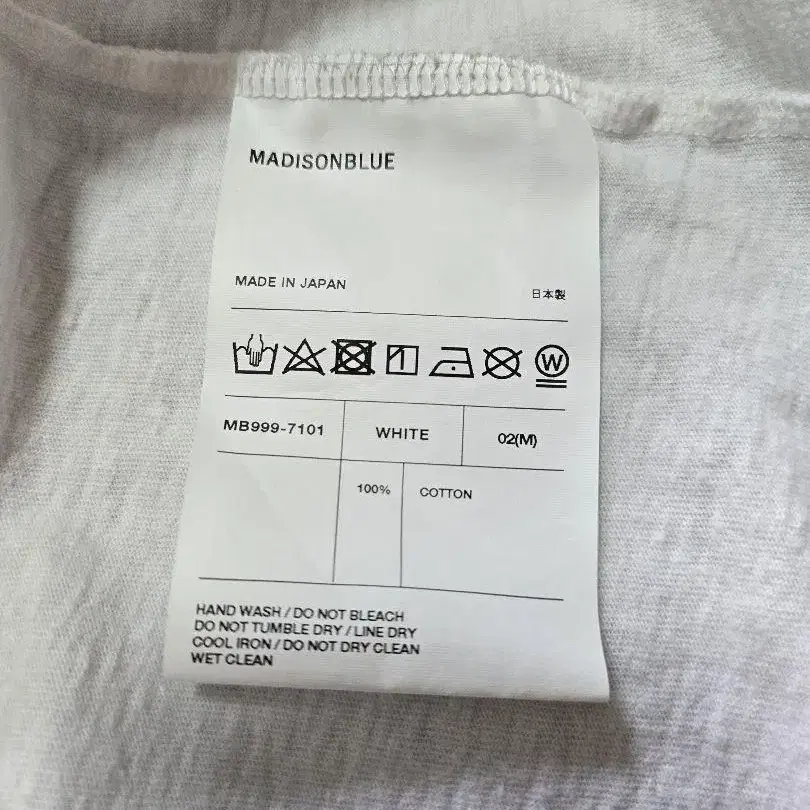 MADISONBLUE
MADE IN JAPAN 日本製
W
MB999-7101 WHITE 02(M)
100% COTTON
HAND WASH / DO NOT BLEACH
DO NOT TUMBLE DRY / LINE DRY
COOL IRON / DO NOT DRY CLEAN
WET CLEAN